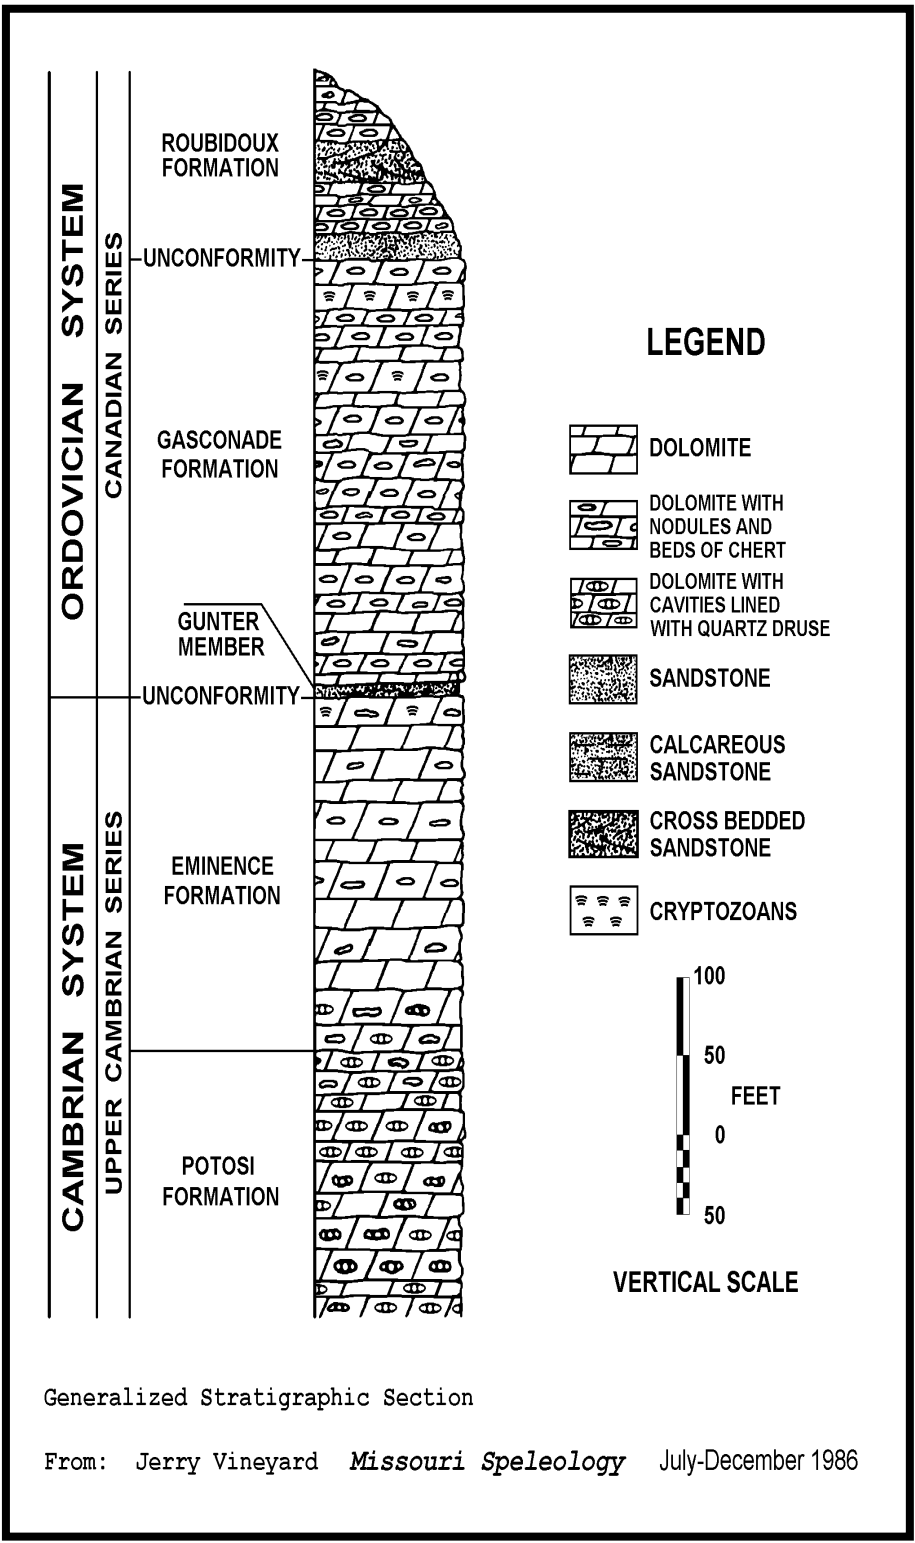 ORDOVICIAN SYSTEM
CANADIAN SERIES
CAMBRIAN SYSTEM
UPPER CAMBRIAN SERIES
ROUBIDOUX
FORMATION
UNCONFORMITY
GASCONADE
FORMATION
GUNTER
MEMBER
UNCONFORMITY
EMINENCE
FORMATION
POTOSI
FORMATION
LEGEND
DOLOMITE
DOLOMITE WITH
NODULES AND
BEDS OF CHERT
DOLOMITE WITH
CAVITIES LINED
WITH QUARTZ DRUSE
SANDSTONE
CALCAREOUS
SANDSTONE
CROSS BEDDED
SANDSTONE
CRYPTOZOANS
100
50
FEET
0
50
VERTICAL SCALE
Generalized Stratigraphic Section
From: Jerry Vineyard Missouri Speleology July-December 1986